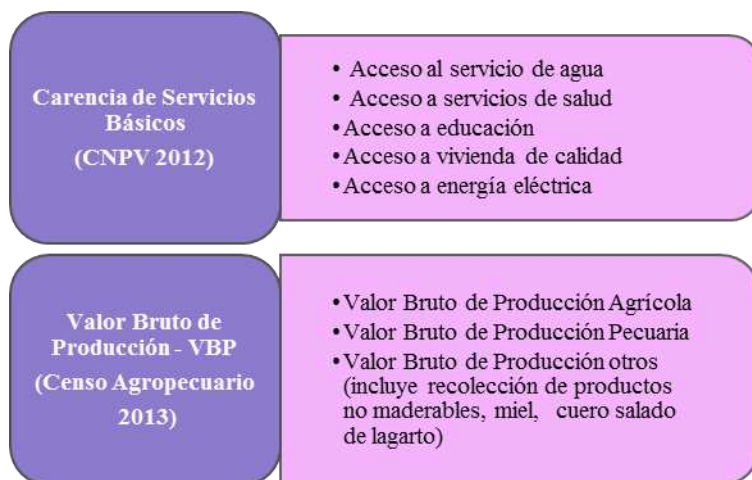 Carencia de Servicios
Básicos
(CNPV 2012)
• Acceso al servicio de agua
• Acceso a servicios de salud
• Acceso a educación
• Acceso a vivienda de calidad
• Acceso a energía eléctrica
Valor Bruto de
Producción - VBP
(Censo Agropecuario
2013)
• Valor Bruto de Producción Agrícola
• Valor Bruto de Producción Pecuaria
• Valor Bruto de Producción otros
(incluye recolección de productos
no maderables, miel, cuero salado
de lagarto)